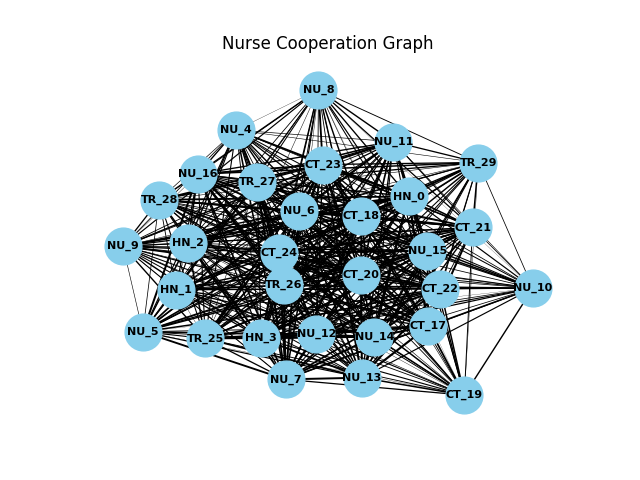 Nurse Cooperation Graph
NU_8
NU_4
NU_11
CT_23
TR_29
NU_16
TR_27
HN_0
TR_28
NU_6
CT_18
CT_21
NU_9
HN_2
NU_15
CT_24
CT_20
TR_26
NU_10
HN_1
CT_22
CT_17
NU_5
NU_12
TR_25
HN_3
NU_14
NU_7
NU_13
CT_19